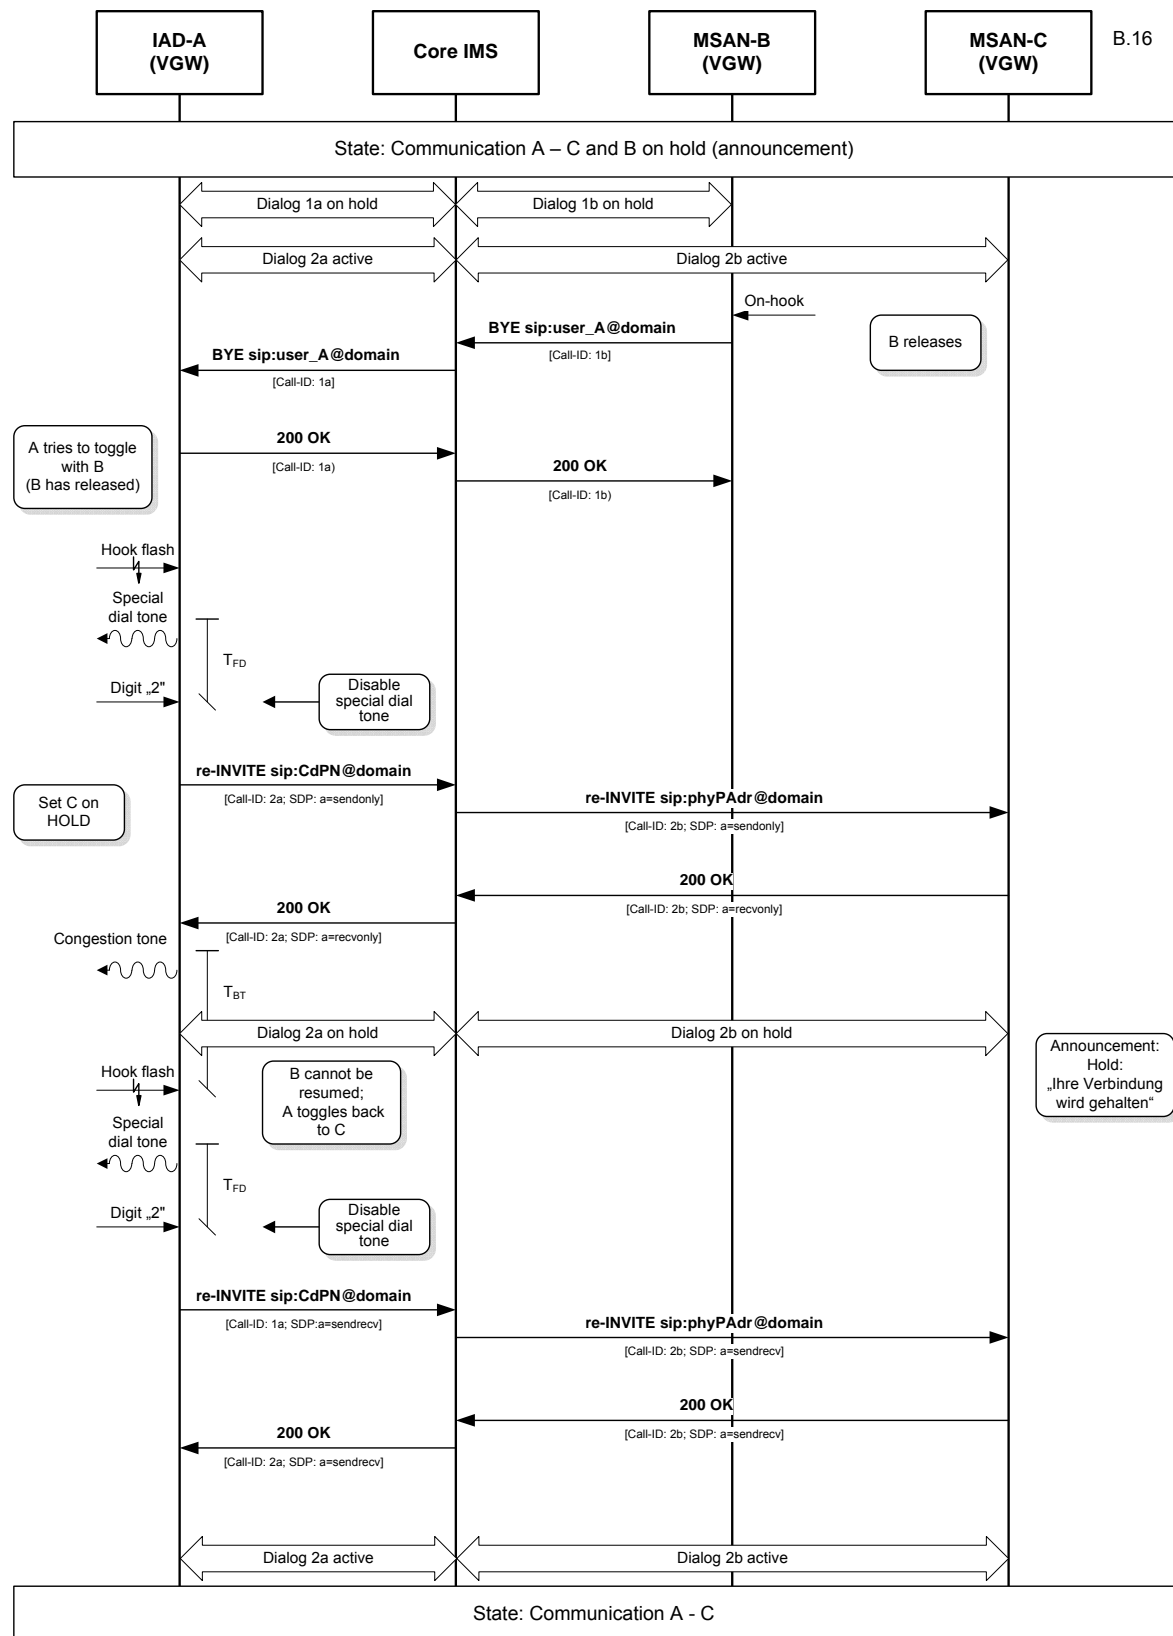 IAD-A
(VGW)
Core IMS
MSAN-B
(VGW)
MSAN-C
(VGW)
B.16
State: Communication A – C and B on hold (announcement)
Dialog 1a on hold
Dialog 1b on hold
Dialog 2a active
Dialog 2b active
On-hook
BYE sip:user_A@domain
[Call-ID: 1b]
B releases
BYE sip:user_A@domain
[Call-ID: 1a]
A tries to toggle
with B
(B has released)
200 OK
[Call-ID: 1a)
200 OK
[Call-ID: 1b)
Hook flash
Special
dial tone
TFD
Digit „2"
Disable
special dial
tone
re-INVITE sip:CdPN@domain
[Call-ID: 2a; SDP: a=sendonly]
Set C on
HOLD
re-INVITE sip:phyPAdr@domain
[Call-ID: 2b; SDP: a=sendonly]
200 OK
[Call-ID: 2b; SDP: a=recvonly]
200 OK
[Call-ID: 2a; SDP: a=recvonly]
Congestion tone
TBT
Dialog 2a on hold
Dialog 2b on hold
Announcement:
Hold:
„Ihre Verbindung
wird gehalten“
Hook flash
B cannot be
resumed;
A toggles back
to C
Special
dial tone
TFD
Digit „2"
Disable
special dial
tone
re-INVITE sip:CdPN@domain
[Call-ID: 1a; SDP:a=sendrecv]
re-INVITE sip:phyPAdr@domain
[Call-ID: 2b; SDP: a=sendrecv]
200 OK
[Call-ID: 2b; SDP: a=sendrecv]
200 OK
[Call-ID: 2a; SDP: a=sendrecv]
Dialog 2a active
Dialog 2b active
State: Communication A - C